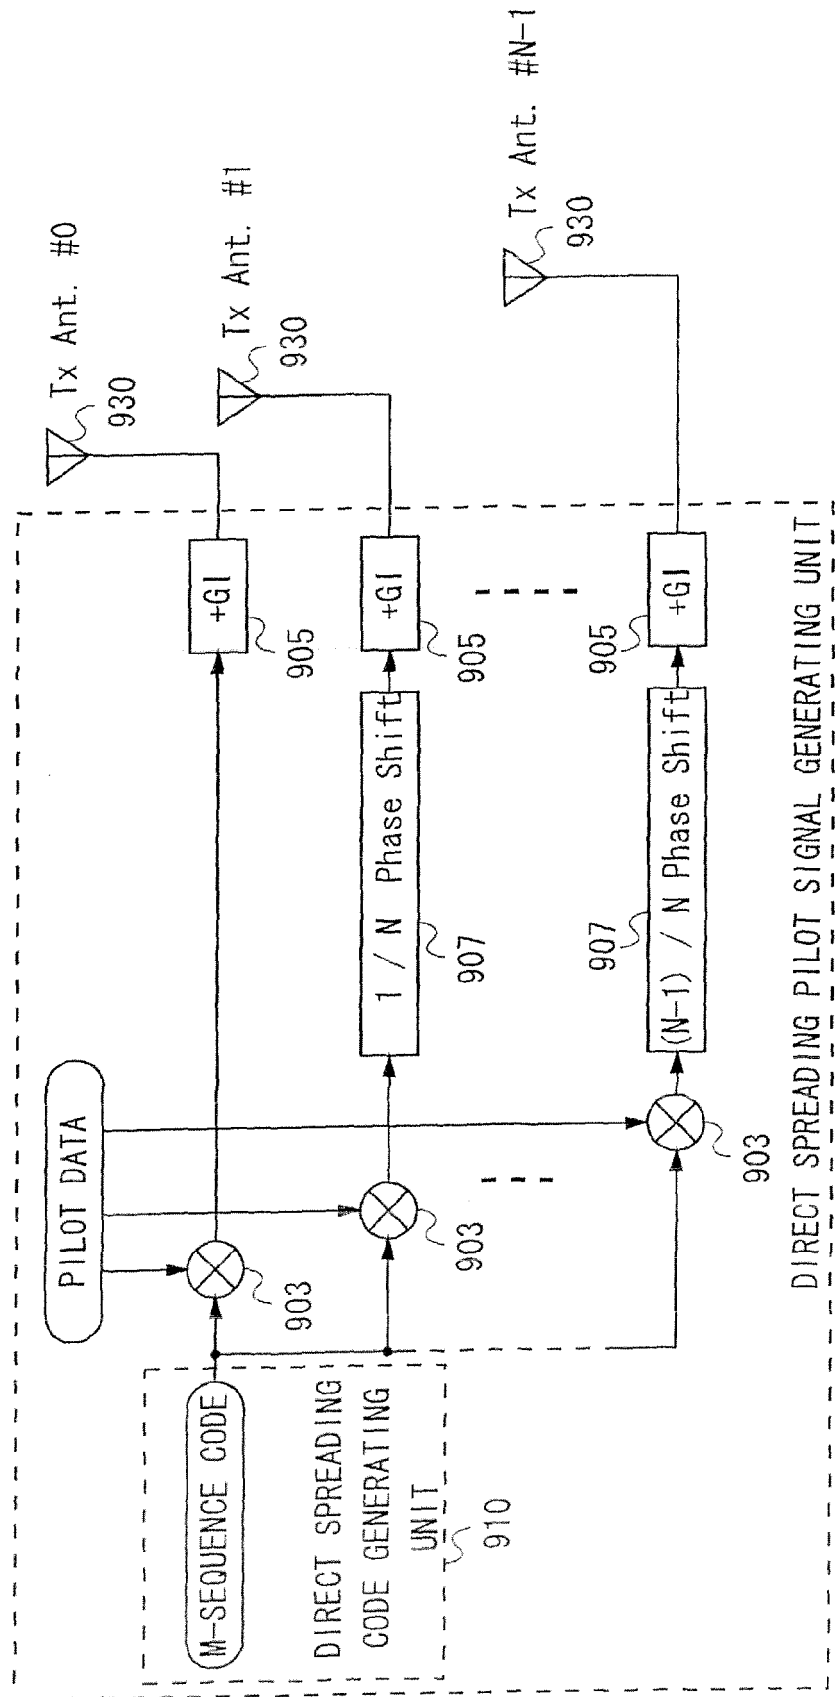 Tx Ant. #0
930
Tx Ant. #1
930
Tx Ant. #N-1
930
PILOT DATA
M-SEQUENCE CODE
903
+GI
905
DIRECT SPREADING
CODE GENERATING
UNIT
910
903
1 / N Phase Shift
907
+GI
905
903
(N-1) / N Phase Shift
907
+GI
905
DIRECT SPREADING PILOT SIGNAL GENERATING UNIT